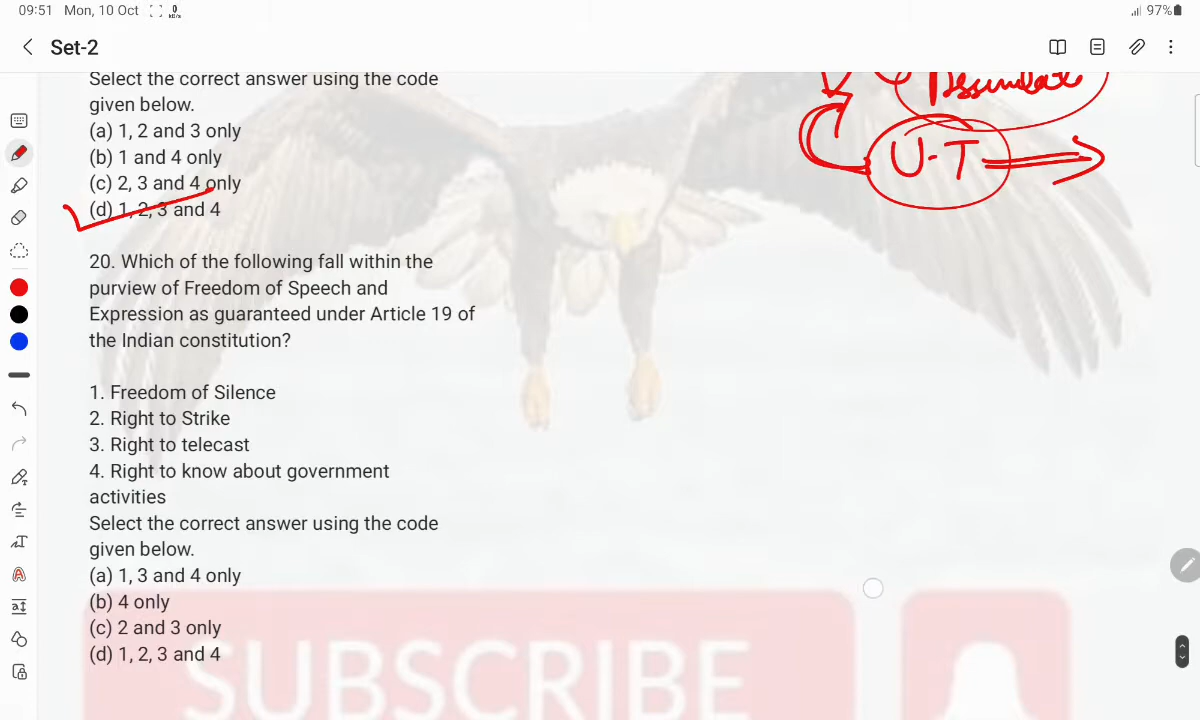 09:51 Mon, 10 Oct
97%
Set-2
Select the correct answer using the code
given below.
(a) 1, 2 and 3 only
(b) 1 and 4 only
(c) 2, 3 and 4 only
(d) 1, 2, 3 and 4
U-T
20. Which of the following fall within the
purview of Freedom of Speech and
Expression as guaranteed under Article 19 of
the Indian constitution?
1. Freedom of Silence
2. Right to Strike
3. Right to telecast
4. Right to know about government
activities
Select the correct answer using the code
given below.
(a) 1, 3 and 4 only
(b) 4 only
(c) 2 and 3 only
(d) 1, 2, 3 and 4
SUBSCRIBE